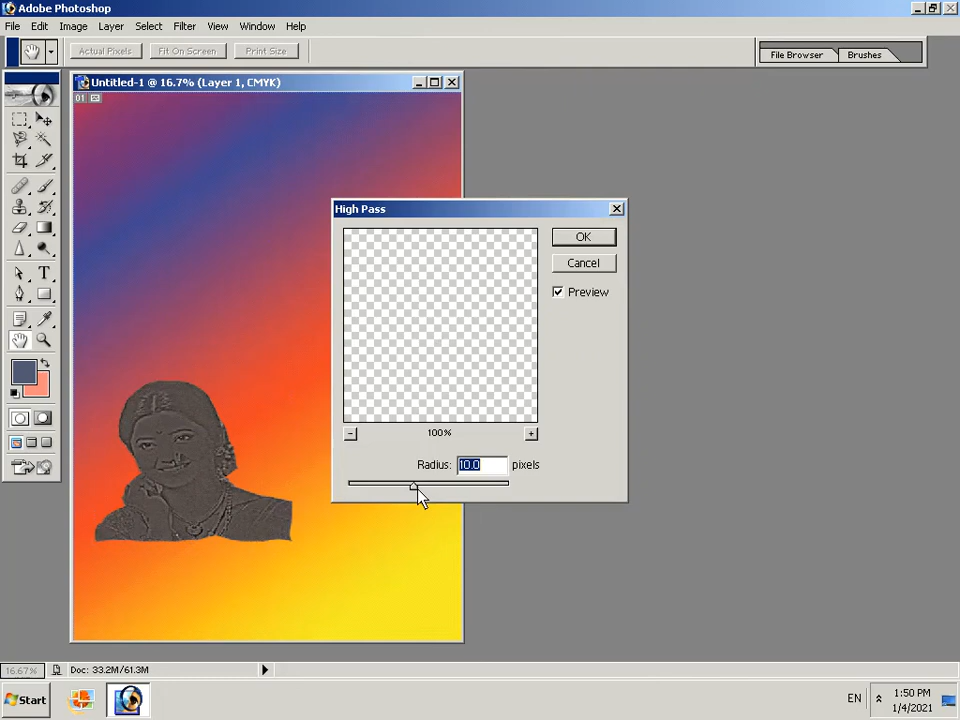 Adobe Photoshop
File Edit Image Layer Select Filter View Window Help
Actual Pixels Fit On Screen Print Size File Browser Brushes
Untitled-1 @ 16.7% (Layer 1, CMYK)
01
High Pass
OK
Cancel
Preview
100%
Radius: 10.0 pixels
T
16.67% Doc: 33.2M/61.3M
Start EN 1:50 PM
1/4/2021